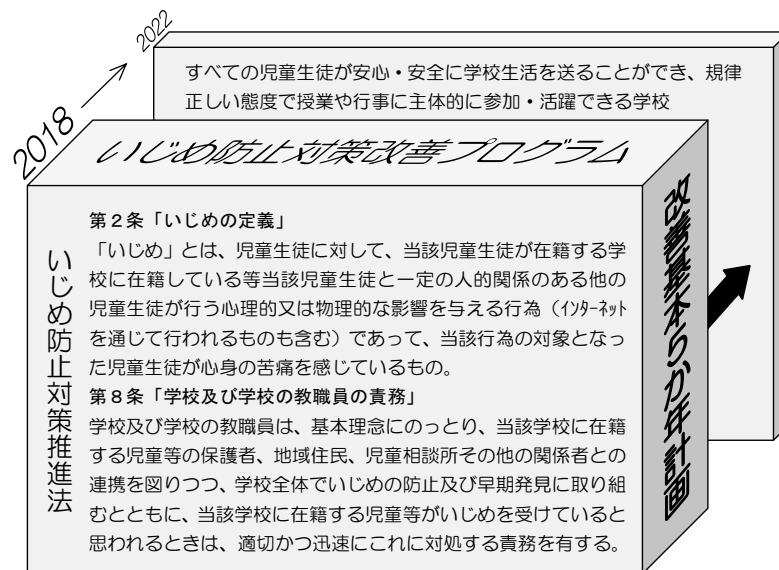 2022
すべての児童生徒が安心・安全に学校生活を送ることができ、規律
正しい態度で授業や行事に主体的に参加・活躍できる学校
2018
いじめ防止対策改善プログラム
改善基本5か年計画
いじめ防止対策推進法
第2条「いじめの定義」
「いじめ」とは、児童生徒に対して、当該児童生徒が在籍する学
校に在籍している等当該児童生徒と一定の人的関係のある他の
児童生徒が行う心理的又は物理的な影響を与える行為（インターネット
を通じて行われるものも含む）であって、当該行為の対象となっ
た児童生徒が心身の苦痛を感じているもの。
第8条「学校及び学校の教職員の責務」
学校及び学校の教職員は、基本理念にのっとり、当該学校に在籍
する児童等の保護者、地域住民、児童相談所その他の関係者との
連携を図りつつ、学校全体でいじめの防止及び早期発見に取り組
むとともに、当該学校に在籍する児童等がいじめを受けていると
思われるときは、適切かつ迅速にこれに対処する責務を有する。